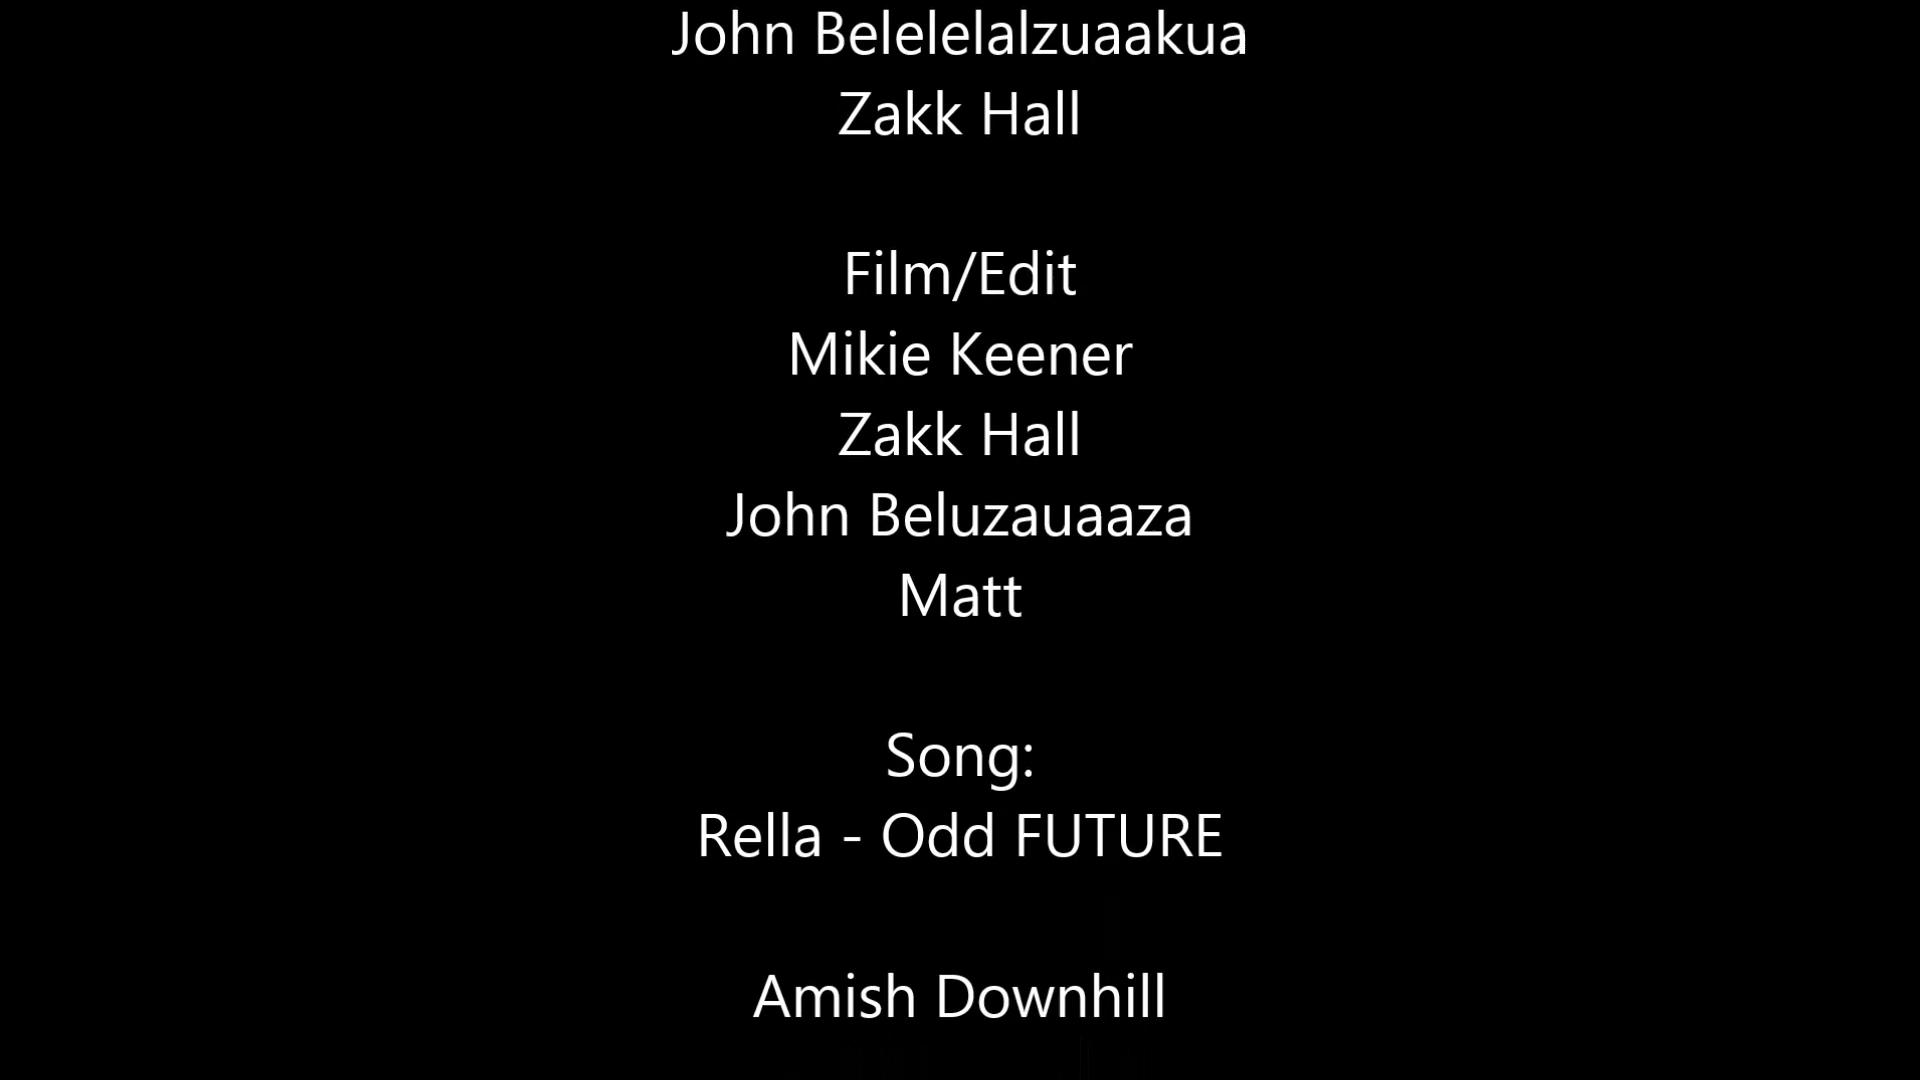 John Belelelalzuaakua
Zakk Hall
Film/Edit
Mikie Keener
Zakk Hall
John Beluzauaaza
Matt
Song:
Rella - Odd FUTURE
Amish Downhill